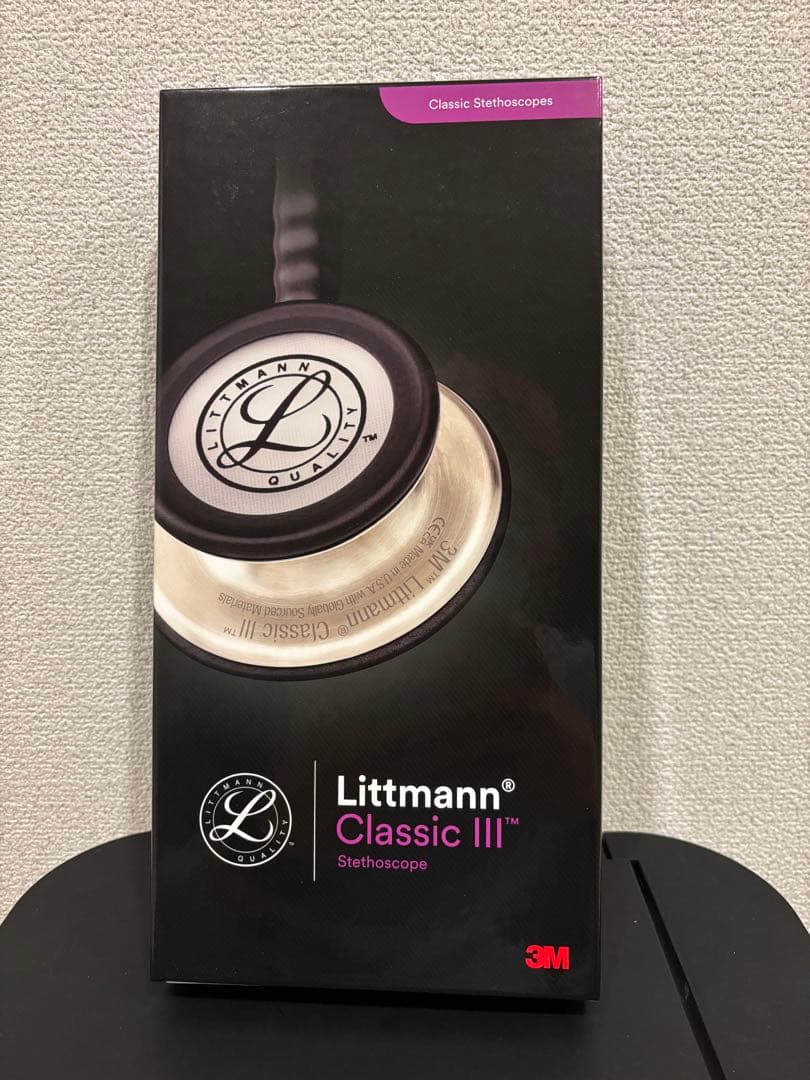 Classic Stethoscopes
LITTMANN
L
QUALITY
™
3M™ Littmann® Classic III™
Made in U.S.A. with Globally Sourced Materials
LITTMANN
L
QUALITY
Littmann®
Classic III™
Stethoscope
3M